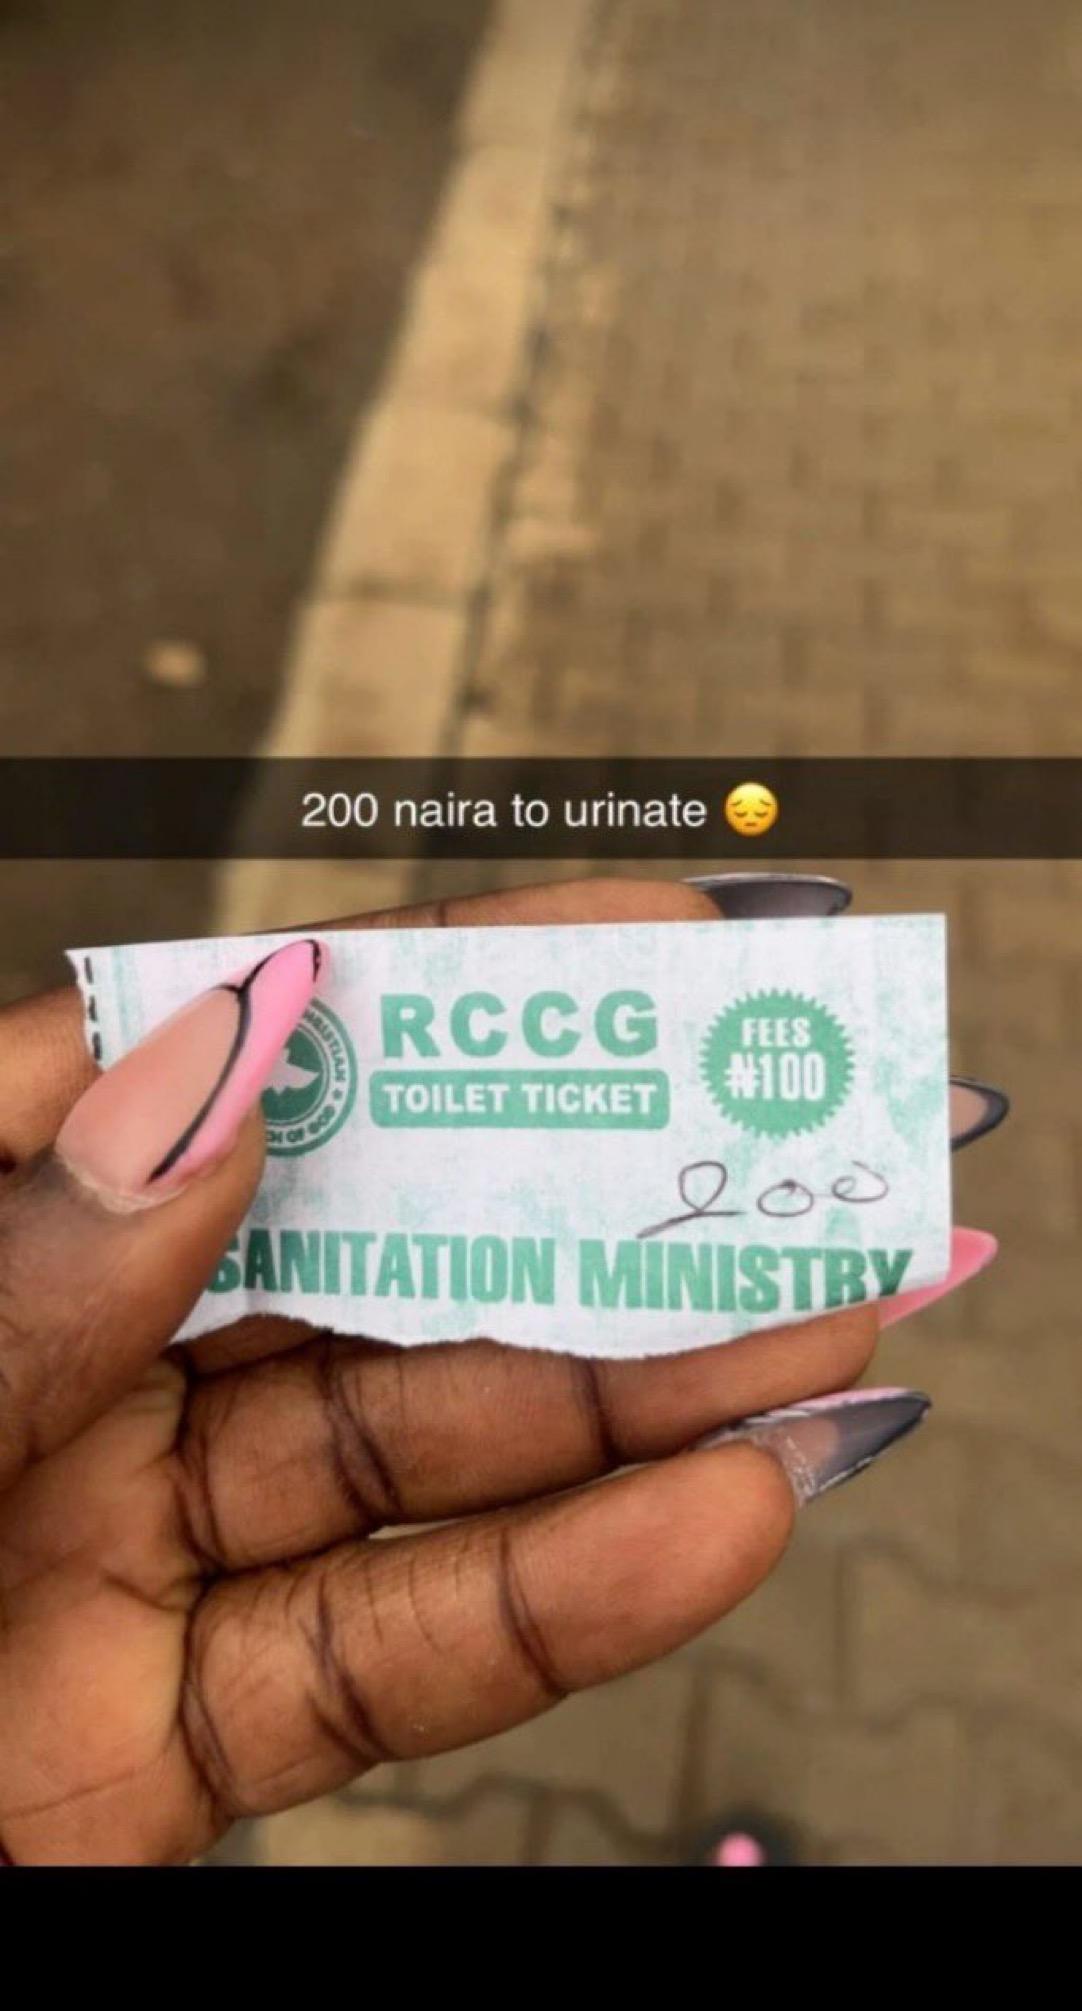 200 naira to urinate 😔
RCCG
TOILET TICKET
FEES
₦100
200
SANITATION MINISTRY